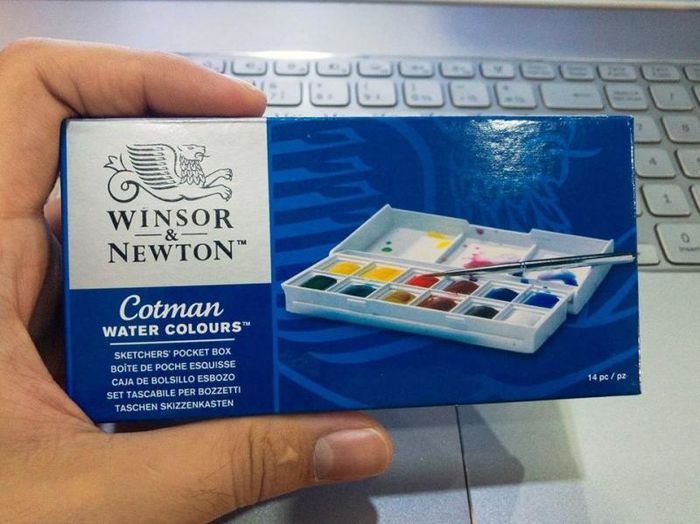 WINSOR
&
NEWTON™
Cotman
WATER COLOURS™
SKETCHERS' POCKET BOX
BOÎTE DE POCHE ESQUISSE
CAJA DE BOLSILLO ESBOZO
SET TASCABILE PER BOZZETTI
TASCHEN SKIZZENKASTEN
14 pc / pz